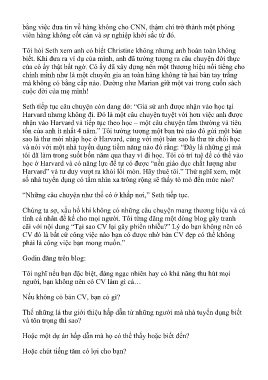 bằng việc đưa tin về hàng không cho CNN, thậm chí trở thành một phóng
viên hàng không cốt cán và sự nghiệp khởi sắc từ đó.
Tôi hỏi Seth xem anh có biết Christine không nhưng anh hoàn toàn không
biết. Khi đưa ra ví dụ của mình, anh đã tưởng tượng ra câu chuyện đời thực
của cô ấy thật bất ngờ. Cô ấy đã xây dựng nên một thương hiệu nổi tiếng cho
chính mình như là một chuyên gia an toàn hàng không từ hai bàn tay trắng
mà không có bằng cấp nào. Dường như Marian giữ một vai trong cuốn sách
cuộc đời của mẹ mình!
Seth tiếp tục câu chuyện còn dang dở: “Giả sử anh được nhận vào học tại
Harvard nhưng không đi. Đó là một câu chuyện tuyệt vời hơn việc anh được
nhận vào Harvard và tiếp tục theo học – một câu chuyện tầm thường và tiêu
tốn của anh ít nhất 4 năm.” Tôi tưởng tượng một bạn trẻ nào đó gửi một bản
sao lá thư mời nhập học ở Harvard, cùng với một bản sao lá thư từ chối học
và nói với một nhà tuyển dụng tiềm năng nào đó rằng: “Đây là những gì mà
tôi đã làm trong suốt bốn năm qua thay vì đi học. Tôi có trí tuệ để có thể vào
học ở Harvard và có năng lực để tự có được “nền giáo dục chất lượng như
Harvard” và tư duy vượt ra khỏi lối mòn. Hãy thuê tôi.” Thử nghĩ xem, một
số nhà tuyển dụng có tầm nhìn xa trông rộng sẽ thấy tò mò đến mức nào?
“Những câu chuyện như thế có ở khắp nơi,” Seth tiếp tục.
Chúng ta sợ, xấu hổ khi không có những câu chuyện mang thương hiệu và cá
tính cá nhân để kể cho mọi người. Tôi từng đăng một dòng blog gây tranh
cãi với nội dung “Tại sao CV lại gây phiền nhiễu?” Lý do bạn không nên có
CV đó là bất cứ công việc nào bạn có được nhờ bản CV đẹp có thể không
phải là công việc bạn mong muốn.”
Godin đăng trên blog:
Tôi nghĩ nếu bạn đặc biệt, đáng ngạc nhiên hay có khả năng thu hút mọi
người, bạn không nên có CV làm gì cả…
Nếu không có bản CV, bạn có gì?
Thế những lá thư giới thiệu hấp dẫn từ những người mà nhà tuyển dụng biết
và tôn trọng thì sao?
Hoặc một dự án hấp dẫn mà họ có thể thấy hoặc biết đến?
Hoặc chút tiếng tăm có lợi cho bạn?